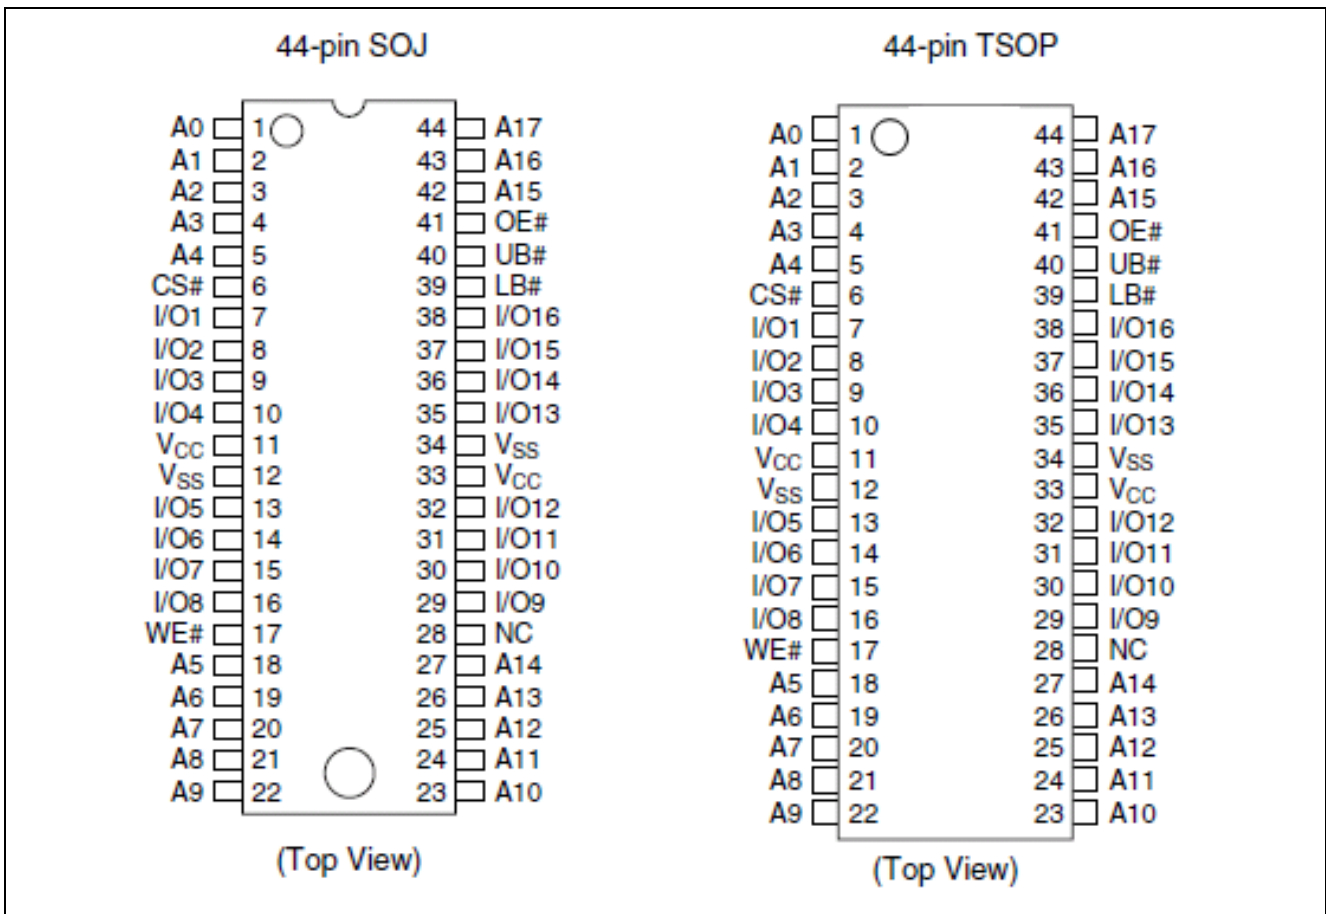 44-pin SOJ
A0 1 44 A17
A1 2 43 A16
A2 3 42 A15
A3 4 41 OE#
A4 5 40 UB#
CS# 6 39 LB#
I/O1 7 38 I/O16
I/O2 8 37 I/O15
I/O3 9 36 I/O14
I/O4 10 35 I/O13
VCC 11 34 VSS
VSS 12 33 VCC
I/O5 13 32 I/O12
I/O6 14 31 I/O11
I/O7 15 30 I/O10
I/O8 16 29 I/O9
WE# 17 28 NC
A5 18 27 A14
A6 19 26 A13
A7 20 25 A12
A8 21 24 A11
A9 22 23 A10
(Top View)
44-pin TSOP
A0 1 44 A17
A1 2 43 A16
A2 3 42 A15
A3 4 41 OE#
A4 5 40 UB#
CS# 6 39 LB#
I/O1 7 38 I/O16
I/O2 8 37 I/O15
I/O3 9 36 I/O14
I/O4 10 35 I/O13
VCC 11 34 VSS
VSS 12 33 VCC
I/O5 13 32 I/O12
I/O6 14 31 I/O11
I/O7 15 30 I/O10
I/O8 16 29 I/O9
WE# 17 28 NC
A5 18 27 A14
A6 19 26 A13
A7 20 25 A12
A8 21 24 A11
A9 22 23 A10
(Top View)